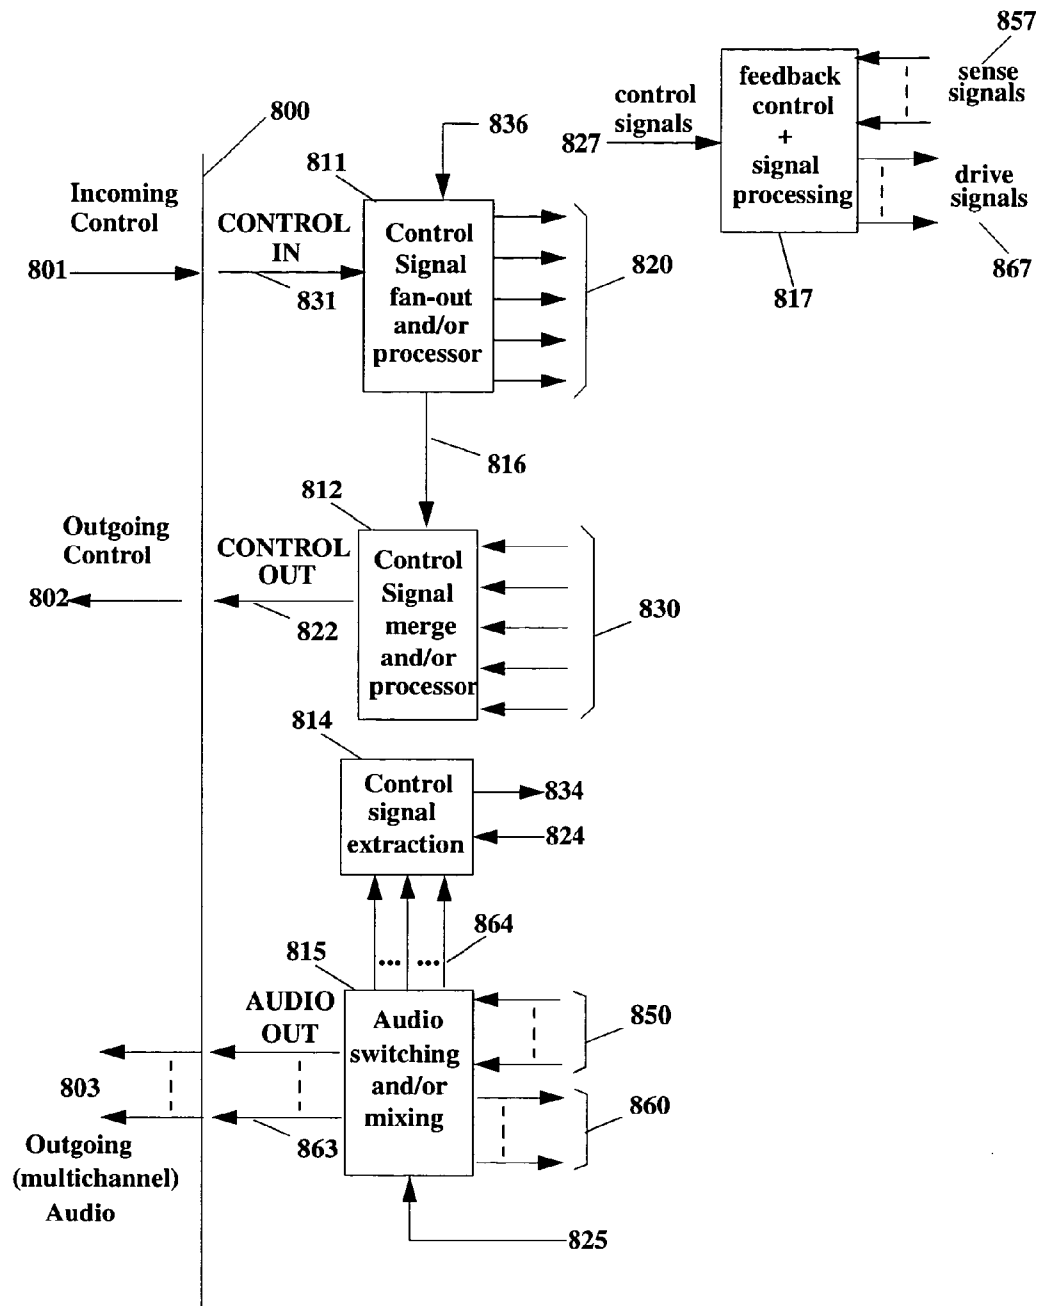 857
sense
signals
feedback
control
+
signal
processing
control
signals
827
drive
signals
867
817
800
836
811
Incoming
Control
801
CONTROL
IN
831
Control
Signal
fan-out
and/or
processor
820
816
812
Outgoing
Control
802
CONTROL
OUT
822
Control
Signal
merge
and/or
processor
830
814
Control
signal
extraction
834
824
864
...
...
815
AUDIO
OUT
Audio
switching
and/or
mixing
850
860
803
863
Outgoing
(multichannel)
Audio
825